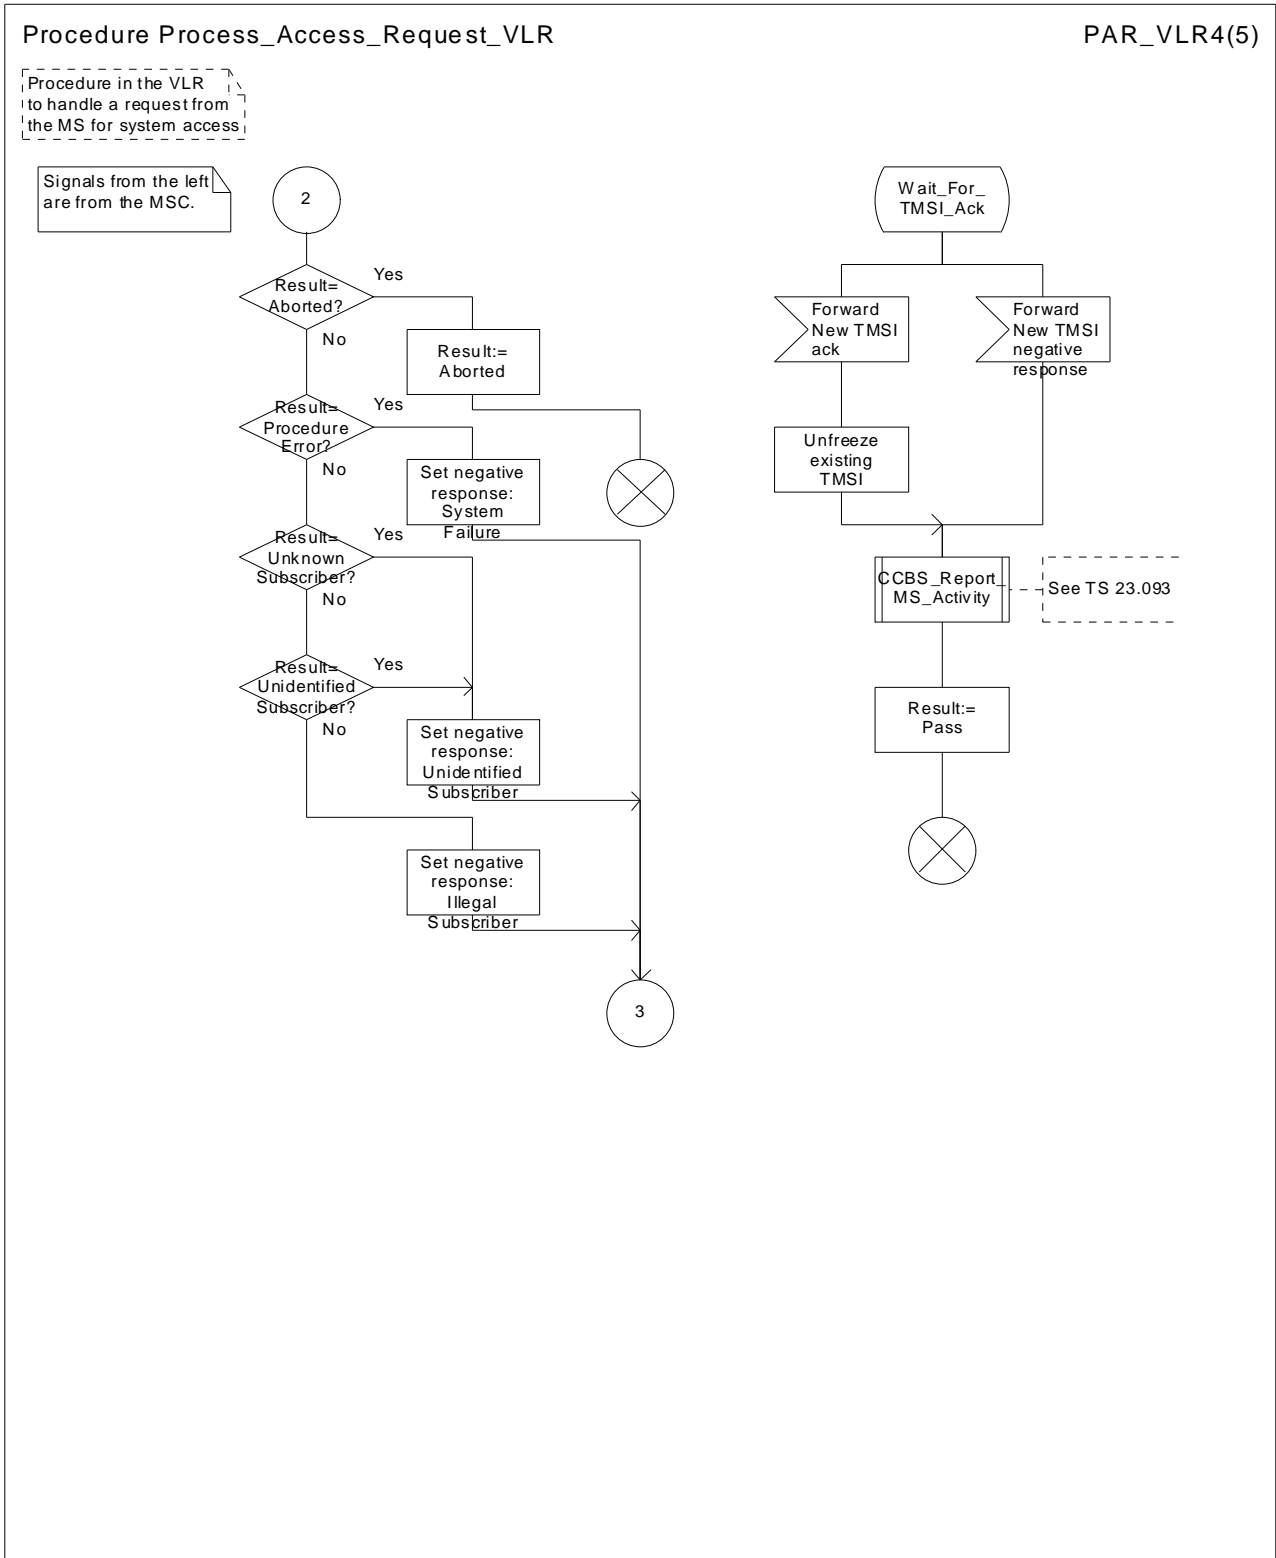 Procedure Process_Access_Request_VLR
PAR_VLR4(5)
Procedure in the VLR
to handle a request from
the MS for system access
Signals from the left
are from the MSC.
2
Result=
Aborted?
Yes
No
Result:=
Aborted
Result=
Procedure
Error?
Yes
No
Set negative
response:
System
Failure
Result=
Unknown
Subscriber?
Yes
No
Result=
Unidentified
Subscriber?
Yes
No
Set negative
response:
Unidentified
Subscriber
Set negative
response:
Illegal
Subscriber
3
Wait_For_
TMSI_Ack
Forward
New TMSI
ack
Forward
New TMSI
negative
response
Unfreeze
existing
TMSI
CCBS_Report_
MS_Activity
See TS 23.093
Result:=
Pass